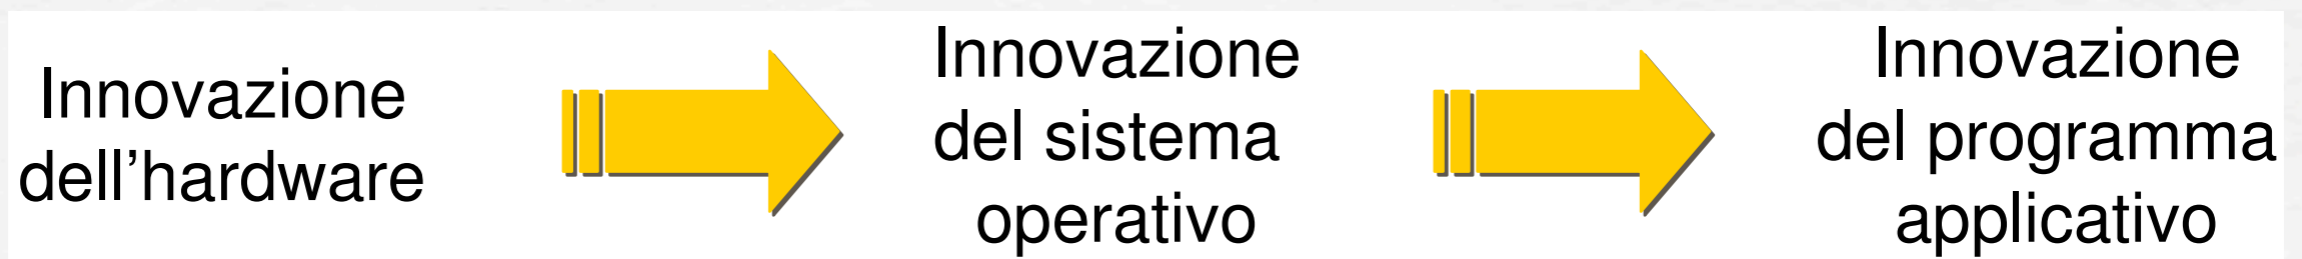 Innovazione
dell’hardware
Innovazione
del sistema
operativo
Innovazione
del programma
applicativo